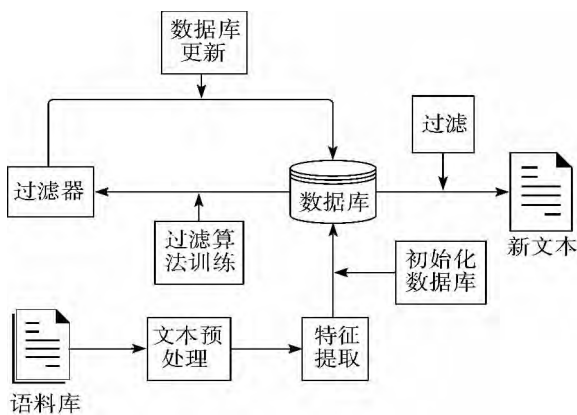 数据库
更新
过滤
过滤器
数据库
新文本
过滤算
法训练
初始化
数据库
文本预
处理
特征
提取
语料库